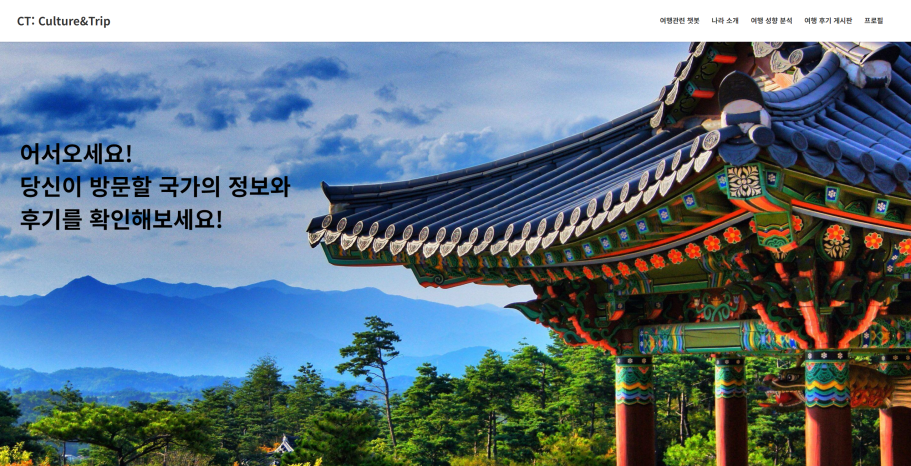 CT: Culture&Trip
여행관련 챗봇 나라 소개 여행 성향 분석 여행 후기 게시판 프로필
어서오세요!
당신이 방문할 국가의 정보와
후기를 확인해보세요!